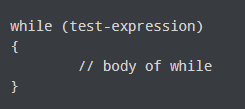 while (test-expression)
{
        // body of while
}